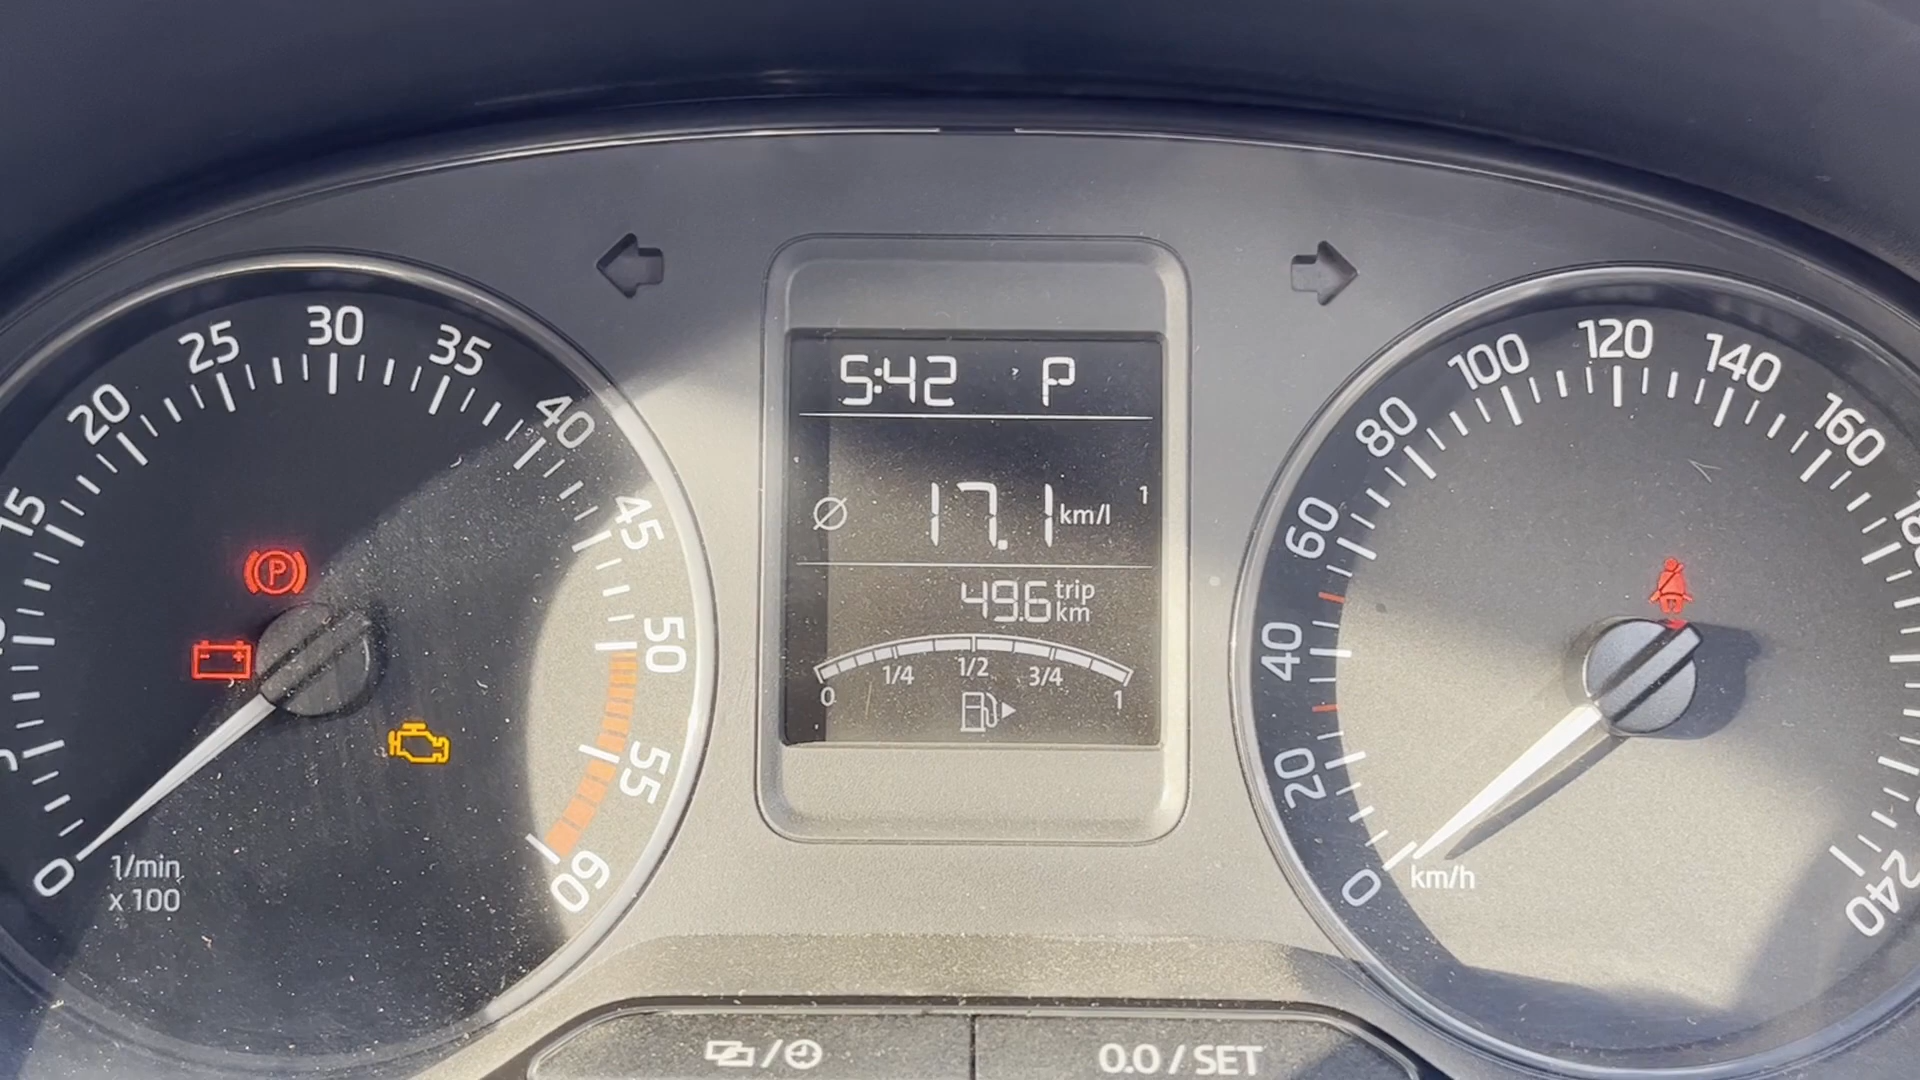 5:42 P
Ø 17.1 km/l 1
49.6 trip km
0 1/4 1/2 3/4 1
0
15
20
25
30
35
40
45
50
55
60
1/min
x 100
P
0
20
40
60
80
100
120
140
160
240
km/h
0.0 / SET